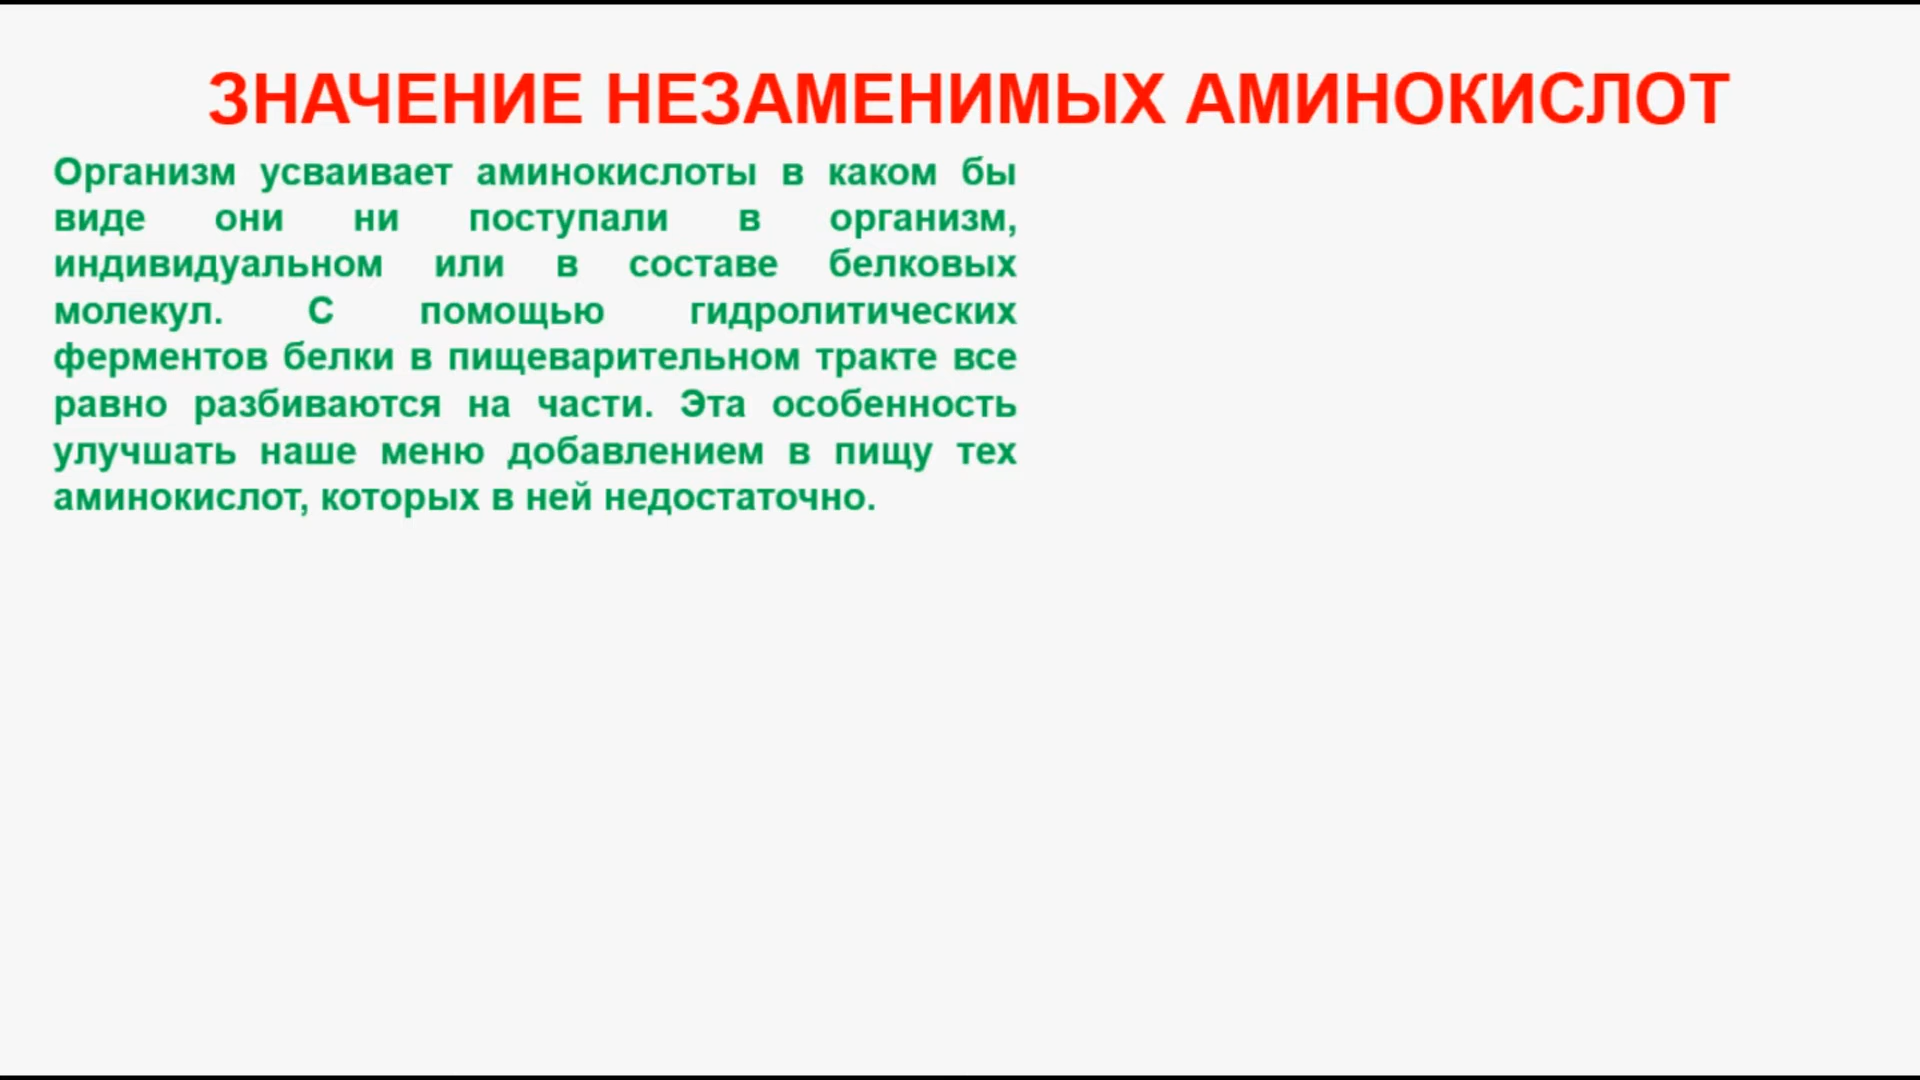 ЗНАЧЕНИЕ НЕЗАМЕНИМЫХ АМИНОКИСЛОТ
Организм усваивает аминокислоты в каком бы
виде они ни поступали в организм,
индивидуальном или в составе белковых
молекул. С помощью гидролитических
ферментов белки в пищеварительном тракте все
равно разбиваются на части. Эта особенность
улучшать наше меню добавлением в пищу тех
аминокислот, которых в ней недостаточно.